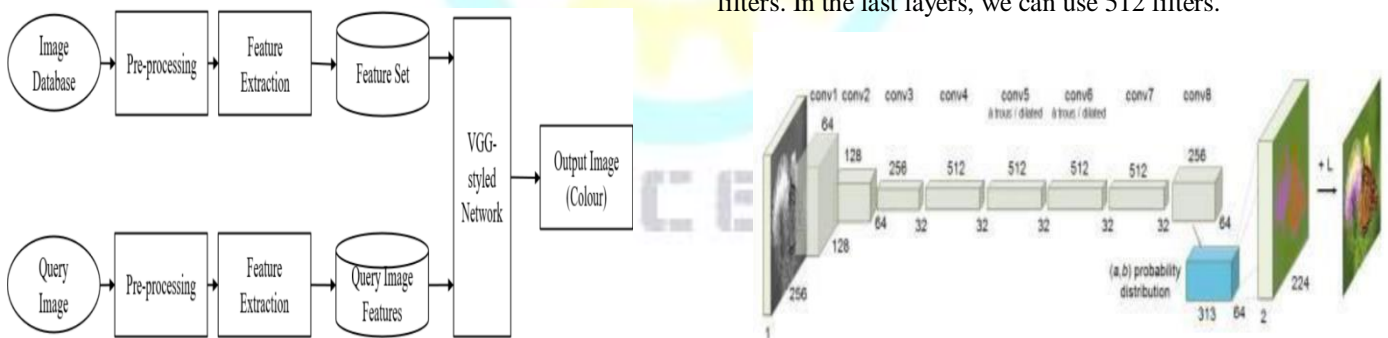 filters. In the last layers, we can use 512 filters.
Image
Database
Pre-processing
Feature
Extraction
Feature Set
VGG-
styled
Network
Output Image
(Colour)
Query
Image
Pre-processing
Feature
Extraction
Query Image
Features
conv1 conv2 conv3 conv4 conv5 conv6 conv7 conv8
à trous / dilated à trous / dilated
64
128
256
512
512
512
512
256
64
32
32
32
32
32
64
128
256
1
(a,b) probability
distribution
313
64
2
224
+ L